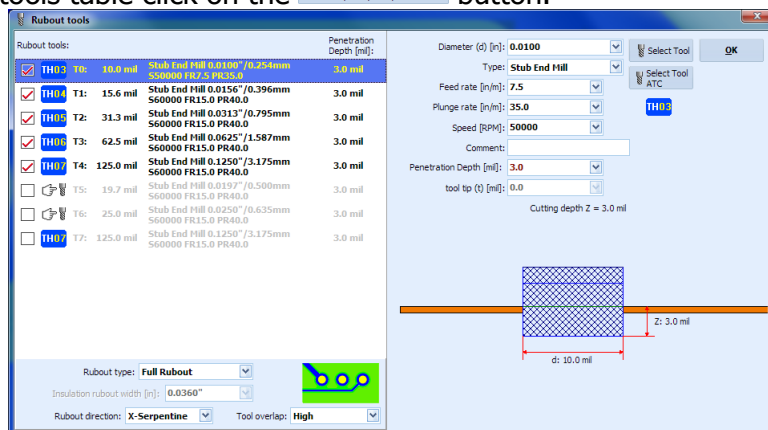 tools table click on the button.
Rubout tools
Rubout tools: Penetration Depth [mil]:
TH03 T0: 10.0 mil Stub End Mill 0.0100"/0.254mm S50000 FR7.5 PR35.0 3.0 mil
TH04 T1: 15.6 mil Stub End Mill 0.0156"/0.396mm S60000 FR15.0 PR40.0 3.0 mil
TH05 T2: 31.3 mil Stub End Mill 0.0313"/0.795mm S60000 FR15.0 PR40.0 3.0 mil
TH06 T3: 62.5 mil Stub End Mill 0.0625"/1.587mm S60000 FR15.0 PR40.0 3.0 mil
TH07 T4: 125.0 mil Stub End Mill 0.1250"/3.175mm S60000 FR15.0 PR40.0 3.0 mil
T5: 19.7 mil Stub End Mill 0.0197"/0.500mm S60000 FR15.0 PR40.0 3.0 mil
T6: 25.0 mil Stub End Mill 0.0250"/0.635mm S60000 FR15.0 PR40.0 3.0 mil
TH07 T7: 125.0 mil Stub End Mill 0.1250"/3.175mm S60000 FR15.0 PR40.0 3.0 mil
Rubout type: Full Rubout
Insulation rubout width [in]: 0.0360"
Rubout direction: X-Serpentine Tool overlap: High
Diameter (d) [in]: 0.0100 Select Tool OK
Type: Stub End Mill Select Tool ATC
Feed rate [in/m]: 7.5
Plunge rate [in/m]: 35.0 TH03
Speed [RPM]: 50000
Comment:
Penetration Depth [mil]: 3.0
tool tip (t) [mil]: 0.0
Cutting depth Z = 3.0 mil
Z: 3.0 mil
d: 10.0 mil